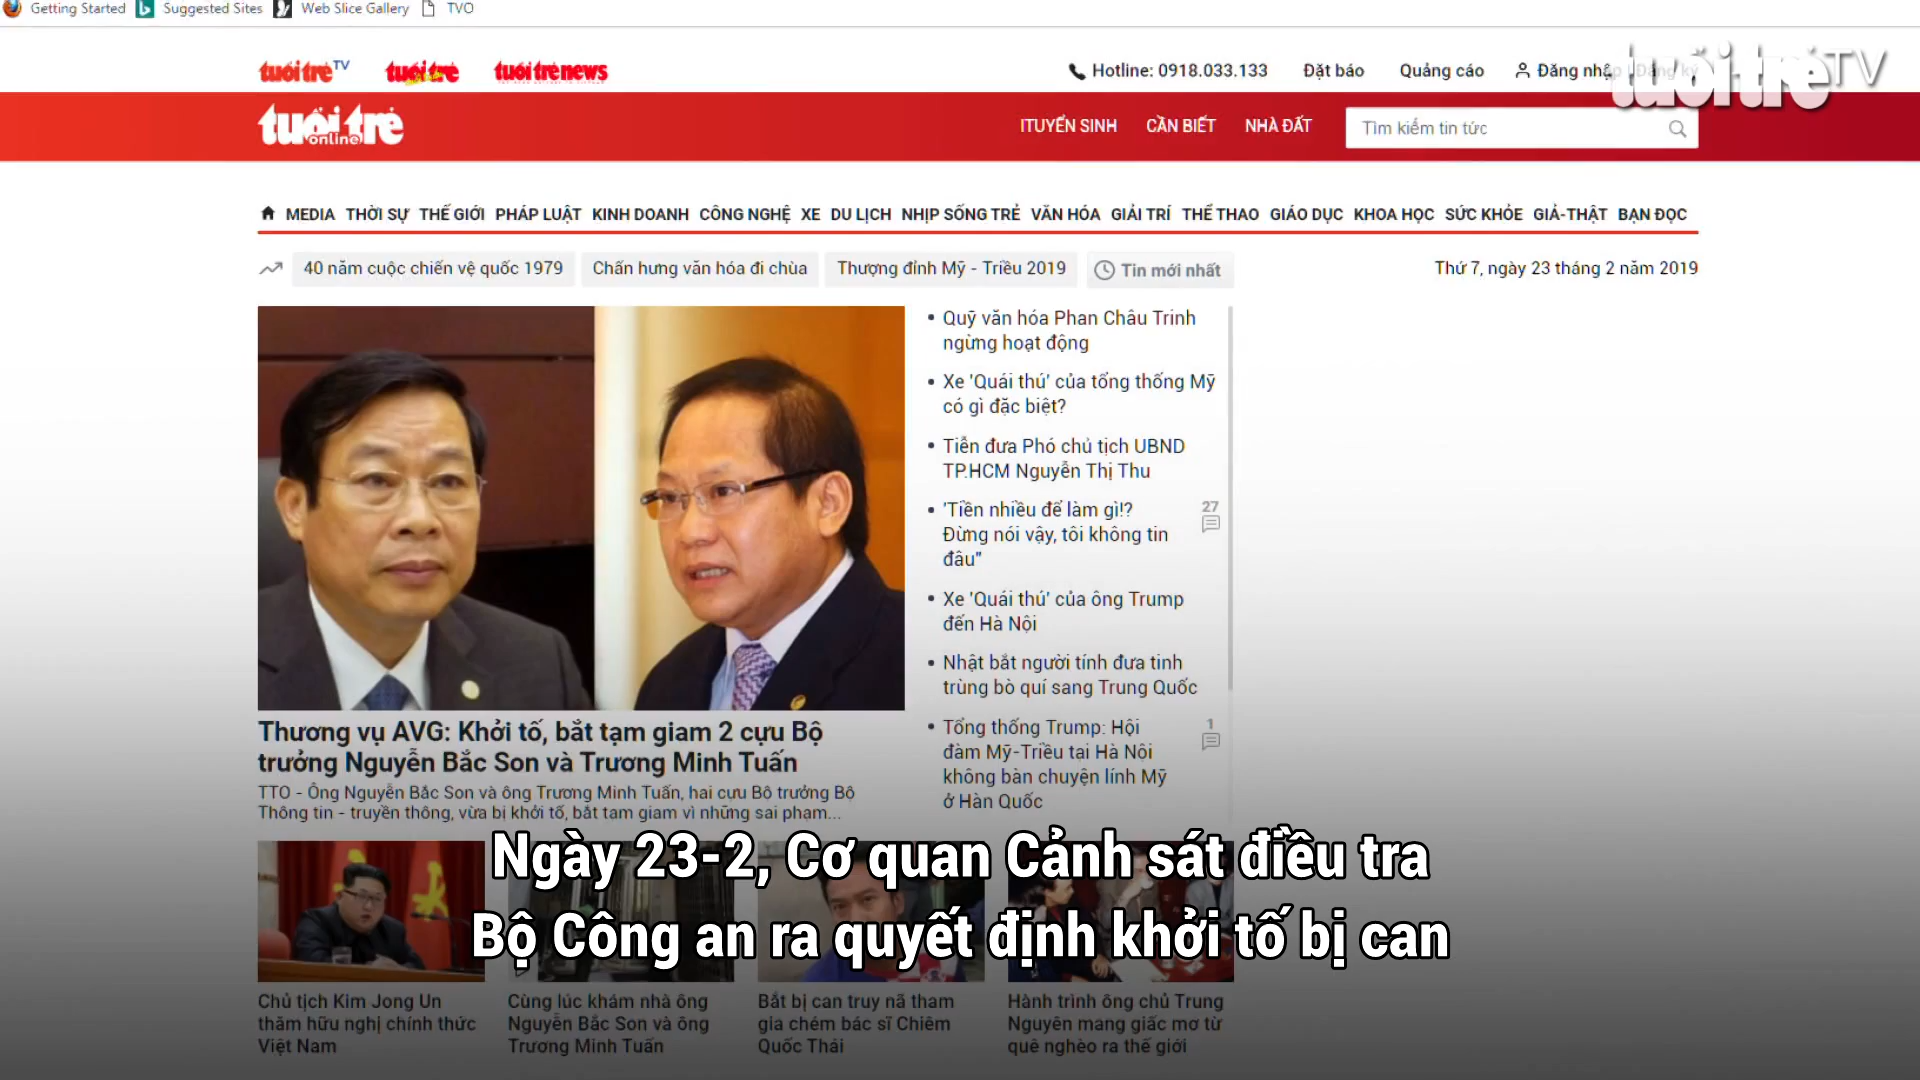 Getting Started Suggested Sites Web Slice Gallery TVO
tuổi trẻ TV tuổi trẻ tuoi tre news
Hotline: 0918.033.133 Đặt báo Quảng cáo Đăng nhập | Đăng ký
tuổi trẻ TV
tuổi trẻ online
ITUYỂN SINH CẦN BIẾT NHÀ ĐẤT Tìm kiếm tin tức
MEDIA THỜI SỰ THẾ GIỚI PHÁP LUẬT KINH DOANH CÔNG NGHỆ XE DU LỊCH NHỊP SỐNG TRẺ VĂN HÓA GIẢI TRÍ THỂ THAO GIÁO DỤC KHOA HỌC SỨC KHỎE GIẢ-THẬT BẠN ĐỌC
40 năm cuộc chiến vệ quốc 1979 Chấn hưng văn hóa đi chùa Thượng đỉnh Mỹ - Triều 2019 Tin mới nhất
Thứ 7, ngày 23 tháng 2 năm 2019
Quỹ văn hóa Phan Châu Trinh
ngừng hoạt động
Xe 'Quái thú' của tổng thống Mỹ
có gì đặc biệt?
Tiễn đưa Phó chủ tịch UBND
TP.HCM Nguyễn Thị Thu
'Tiền nhiều để làm gì!?
Đừng nói vậy, tôi không tin
đâu"
27
Xe 'Quái thú' của ông Trump
đến Hà Nội
Nhật bắt người tính đưa tinh
trùng bò quí sang Trung Quốc
Tổng thống Trump: Hội
đàm Mỹ-Triều tại Hà Nội
không bàn chuyện lính Mỹ
ở Hàn Quốc
1
Thương vụ AVG: Khởi tố, bắt tạm giam 2 cựu Bộ
trưởng Nguyễn Bắc Son và Trương Minh Tuấn
TTO - Ông Nguyễn Bắc Son và ông Trương Minh Tuấn, hai cựu Bộ trưởng Bộ
Thông tin - truyền thông, vừa bị khởi tố, bắt tạm giam vì những sai phạm...
Ngày 23-2, Cơ quan Cảnh sát điều tra
Bộ Công an ra quyết định khởi tố bị can
Chủ tịch Kim Jong Un
thăm hữu nghị chính thức
Việt Nam
Cùng lúc khám nhà ông
Nguyễn Bắc Son và ông
Trương Minh Tuấn
Bắt bị can truy nã tham
gia chém bác sĩ Chiêm
Quốc Thái
Hành trình ông chủ Trung
Nguyên mang giấc mơ từ
quê nghèo ra thế giới